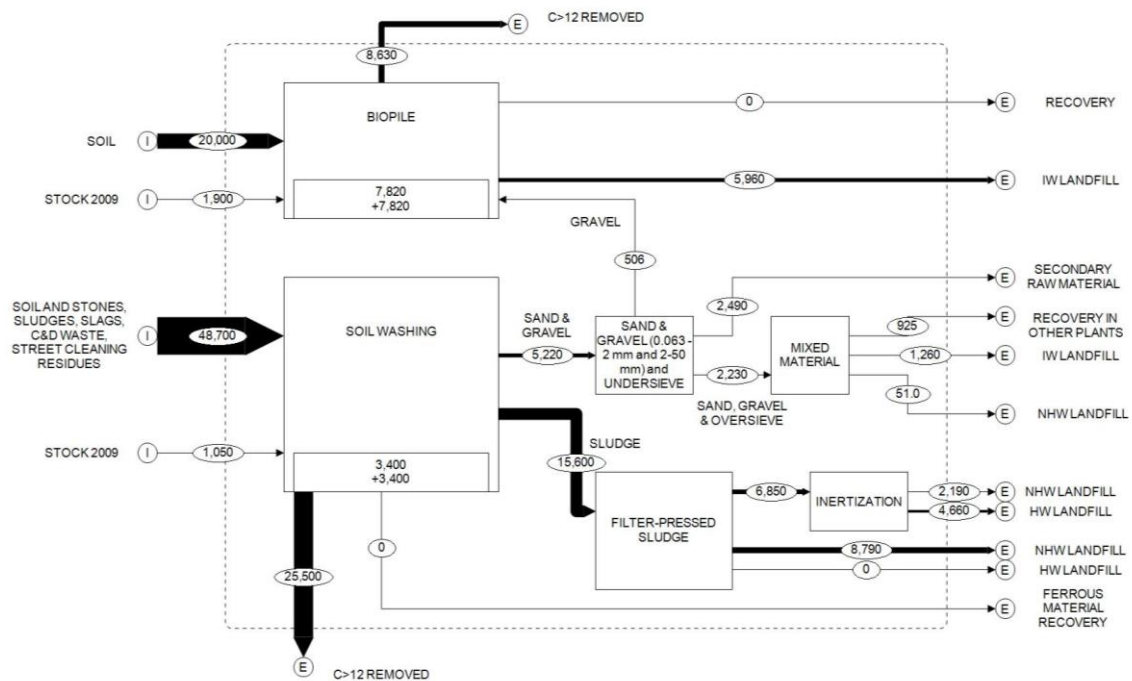 E
C>12 REMOVED
8,630
BIOPILE
0
E
RECOVERY
SOIL
I
20,000
5,960
E
IW LANDFILL
STOCK 2009
I
1,900
7,820
+7,820
GRAVEL
506
SOIL AND STONES,
SLUDGES, SLAGS,
C&D WASTE,
STREET CLEANING
RESIDUES
I
48,700
SOIL WASHING
SAND &
GRAVEL
5,220
SAND &
GRAVEL (0.063 -
2 mm and 2-50
mm) and
UNDERSIEVE
2,490
E
SECONDARY
RAW MATERIAL
2,230
SAND, GRAVEL
& OVERSIEVE
MIXED
MATERIAL
925
E
RECOVERY IN
OTHER PLANTS
1,260
E
IW LANDFILL
51.0
E
NHW LANDFILL
STOCK 2009
I
1,050
3,400
+3,400
SLUDGE
15,600
FILTER-PRESSED
SLUDGE
6,850
INERTIZATION
2,190
E
NHW LANDFILL
4,660
E
HW LANDFILL
8,790
E
NHW LANDFILL
0
E
HW LANDFILL
0
E
FERROUS
MATERIAL
RECOVERY
25,500
E
C>12 REMOVED